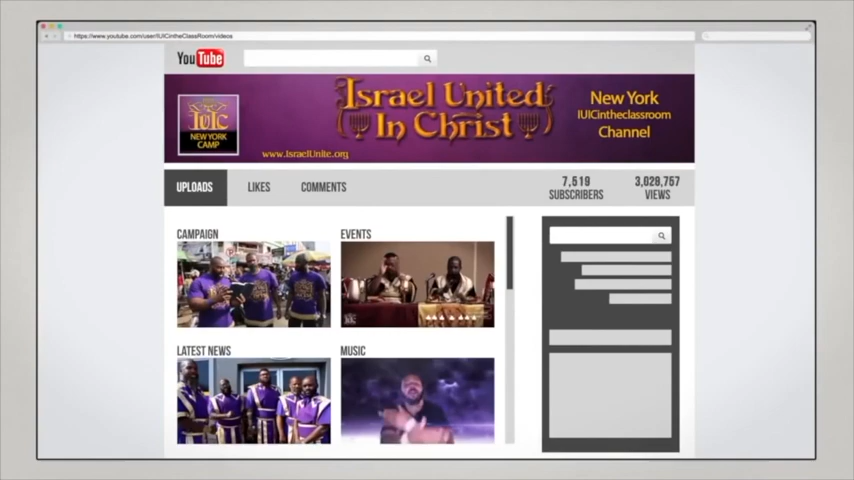 https://www.youtube.com/user/IUICintheClassRoom/videos
YouTube
IUIC
NEW YORK
CAMP
Israel United
In Christ
www.IsraelUnite.org
New York
IUICintheclassroom
Channel
UPLOADS
LIKES
COMMENTS
7,519
SUBSCRIBERS
3,028,757
VIEWS
CAMPAIGN
EVENTS
LATEST NEWS
MUSIC